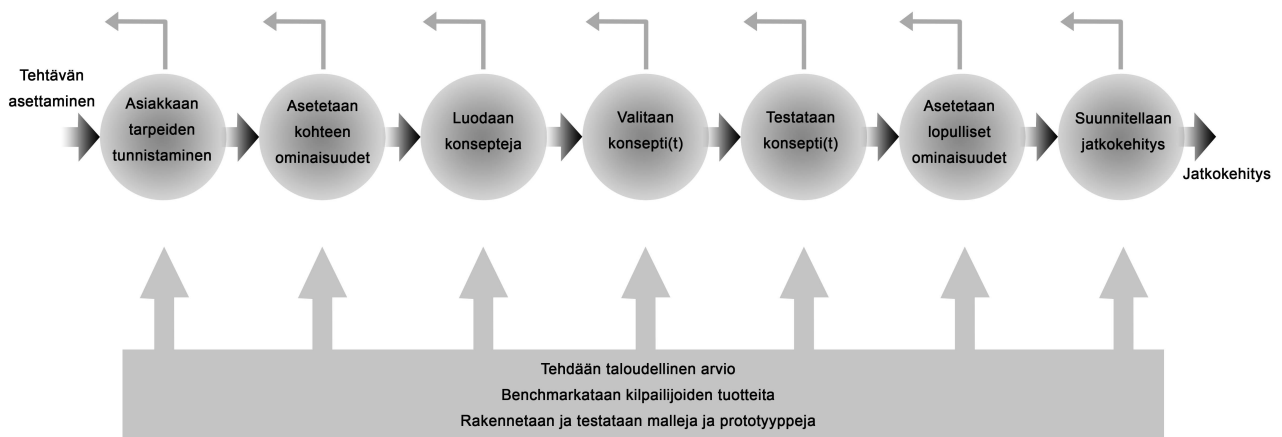 Tehtävän
asettaminen
Asiakkaan
tarpeiden
tunnistaminen
Asetetaan
kohteen
ominaisuudet
Luodaan
konsepteja
Valitaan
konsepti(t)
Testataan
konsepti(t)
Asetetaan
lopulliset
ominaisuudet
Suunnitellaan
jatkokehitys
Jatkokehitys
Tehdään taloudellinen arvio
Benchmarkataan kilpailijoiden tuotteita
Rakennetaan ja testataan malleja ja prototyyppeja